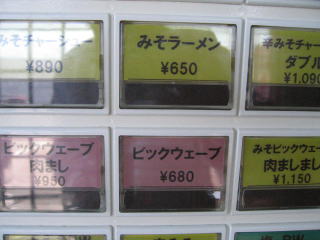 みそチャーシュー
¥890
みそラーメン
¥650
辛みそチャーシュー
ダブル
¥1,090
ビックウェーブ
肉まし
¥950
ビックウェーブ
¥680
みそビックウェーブ
肉ましまし
¥1,150